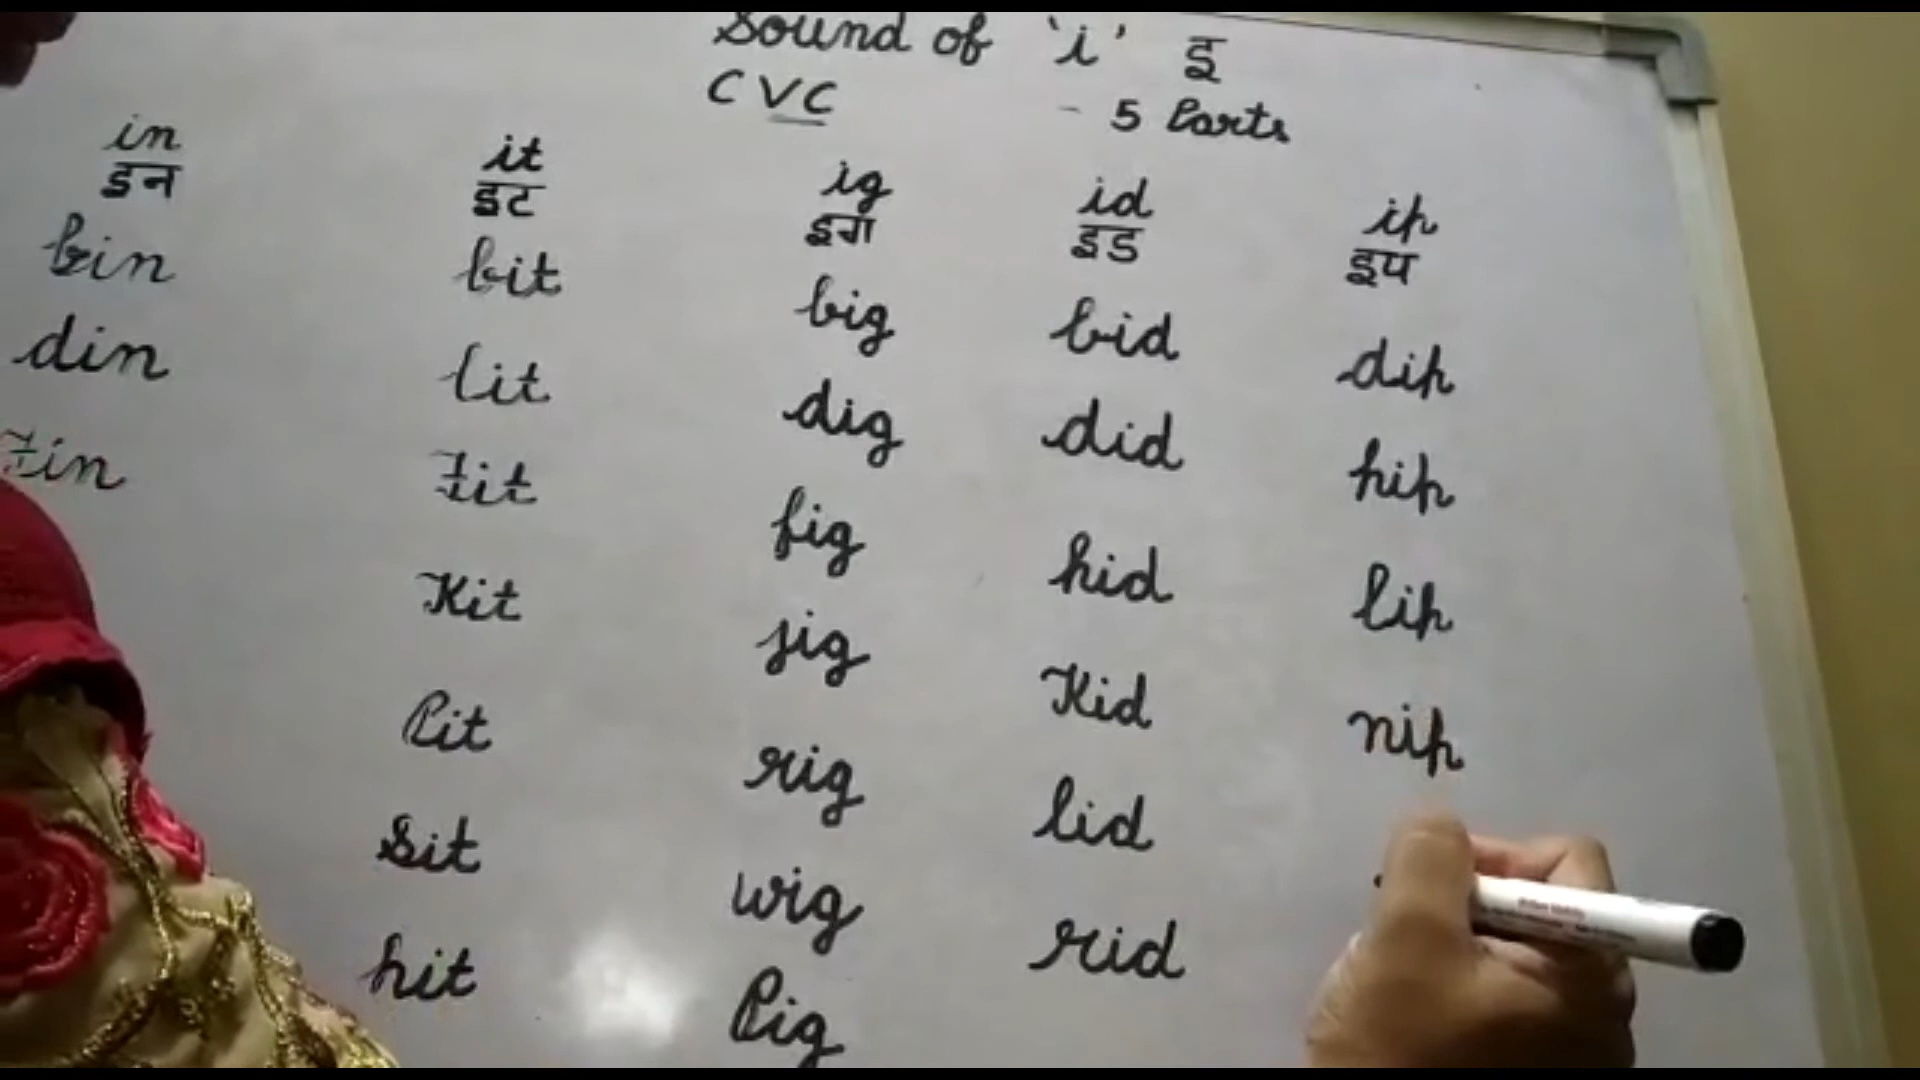 Sound of 'i' इ
CVC - 5 Parts
in
इन
bin
din
Fin
it
इट
bit
lit
Fit
Kit
Pit
Sit
hit
ig
इग
big
dig
fig
jig
rig
wig
Pig
id
इड
bid
did
hid
Kid
lid
rid
ip
इप
dip
hip
lip
nip